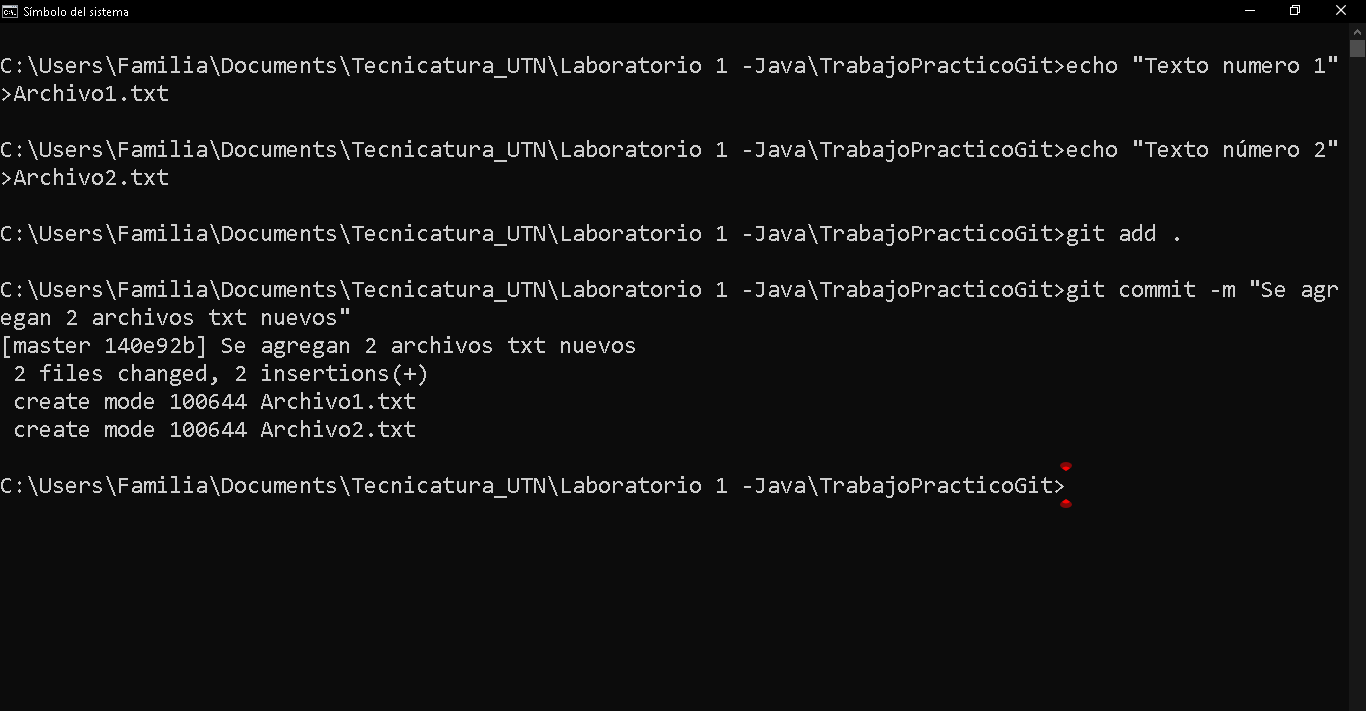 Símbolo del sistema
C:\Users\Familia\Documents\Tecnicatura_UTN\Laboratorio 1 -Java\TrabajoPracticoGit>echo "Texto numero 1"
>Archivo1.txt
C:\Users\Familia\Documents\Tecnicatura_UTN\Laboratorio 1 -Java\TrabajoPracticoGit>echo "Texto número 2"
>Archivo2.txt
C:\Users\Familia\Documents\Tecnicatura_UTN\Laboratorio 1 -Java\TrabajoPracticoGit>git add .
C:\Users\Familia\Documents\Tecnicatura_UTN\Laboratorio 1 -Java\TrabajoPracticoGit>git commit -m "Se agr
egan 2 archivos txt nuevos"
[master 140e92b] Se agregan 2 archivos txt nuevos
 2 files changed, 2 insertions(+)
 create mode 100644 Archivo1.txt
 create mode 100644 Archivo2.txt
C:\Users\Familia\Documents\Tecnicatura_UTN\Laboratorio 1 -Java\TrabajoPracticoGit>